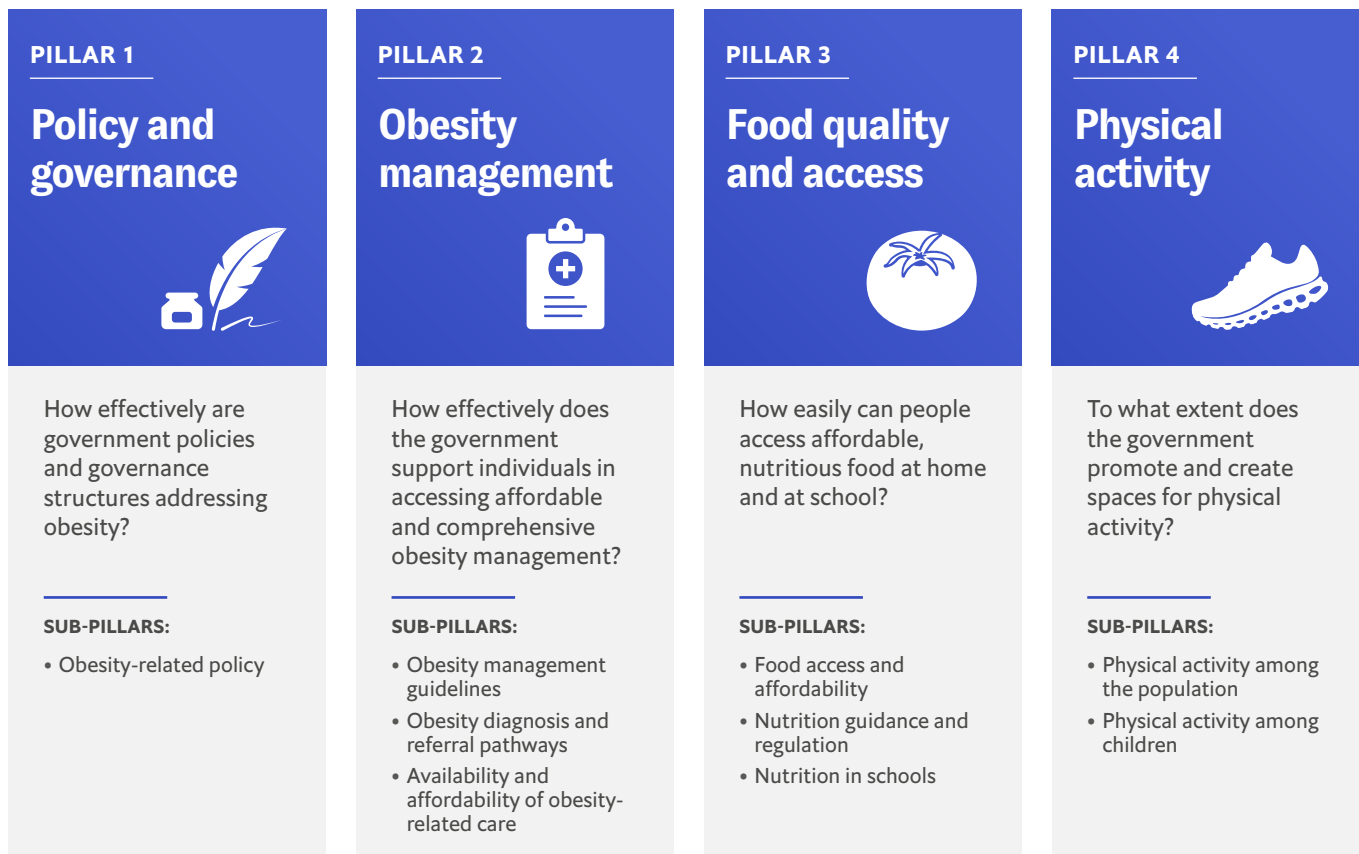 PILLAR 1
Policy and
governance
How effectively are
government policies
and governance
structures addressing
obesity?
SUB-PILLARS:
• Obesity-related policy
PILLAR 2
Obesity
management
How effectively does
the government
support individuals in
accessing affordable
and comprehensive
obesity management?
SUB-PILLARS:
• Obesity management
guidelines
• Obesity diagnosis and
referral pathways
• Availability and
affordability of obesity-
related care
PILLAR 3
Food quality
and access
How easily can people
access affordable,
nutritious food at home
and at school?
SUB-PILLARS:
• Food access and
affordability
• Nutrition guidance and
regulation
• Nutrition in schools
PILLAR 4
Physical
activity
To what extent does
the government
promote and create
spaces for physical
activity?
SUB-PILLARS:
• Physical activity among
the population
• Physical activity among
children